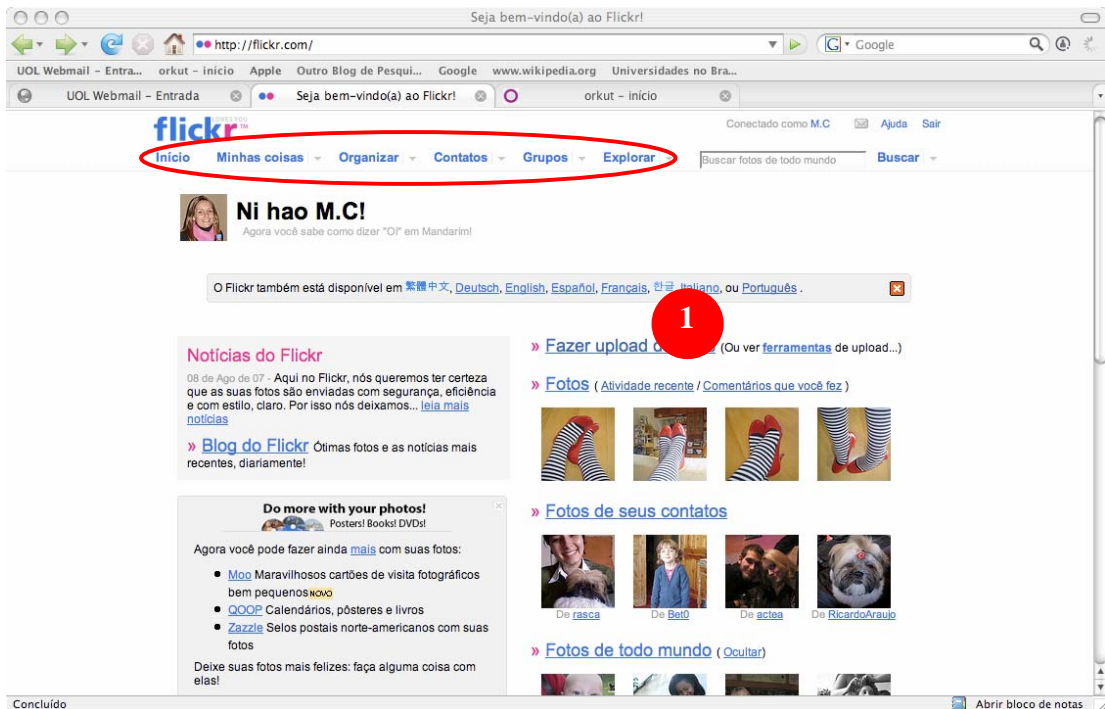 Seja bem-vindo(a) ao Flickr!
http://flickr.com/
G Google
UOL Webmail – Entra... orkut – início Apple Outro Blog de Pesqui... Google www.wikipedia.org Universidades no Bra...
UOL Webmail – Entrada Seja bem-vindo(a) ao Flickr! orkut – início
flickr LOVES YOU ™
Conectado como M.C Ajuda Sair
Início Minhas coisas Organizar Contatos Grupos Explorar Buscar fotos de todo mundo Buscar
Ni hao M.C!
Agora você sabe como dizer "Oi" em Mandarim!
O Flickr também está disponível em 繁體中文, Deutsch, English, Español, Français, 한글, Italiano, ou Português .
1
Notícias do Flickr
08 de Ago de 07 - Aqui no Flickr, nós queremos ter certeza
que as suas fotos são enviadas com segurança, eficiência
e com estilo, claro. Por isso nós deixamos... leia mais
notícias
» Blog do Flickr Ótimas fotos e as notícias mais
recentes, diariamente!
Do more with your photos!
Posters! Books! DVDs!
Agora você pode fazer ainda mais com suas fotos:
● Moo Maravilhosos cartões de visita fotográficos
bem pequenos NOVO
● QOOP Calendários, pôsteres e livros
● Zazzle Selos postais norte-americanos com suas
fotos
Deixe suas fotos mais felizes: faça alguma coisa com
elas!
» Fazer upload (Ou ver ferramentas de upload...)
» Fotos ( Atividade recente / Comentários que você fez )
» Fotos de seus contatos
De rasca De Bet0 De actea De RicardoAraujo
» Fotos de todo mundo ( Ocultar)
Concluído Abrir bloco de notas